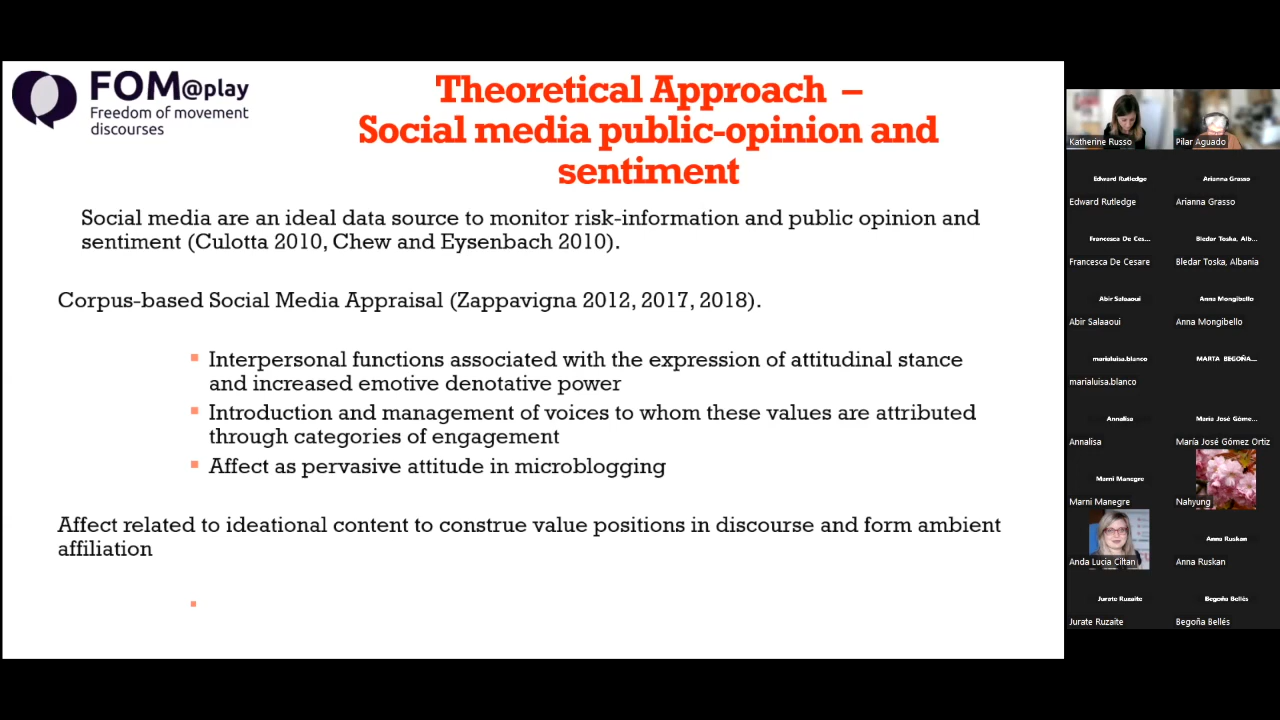 FOM@play
Freedom of movement
discourses
Theoretical Approach –
Social media public-opinion and
sentiment
Social media are an ideal data source to monitor risk-information and public opinion and
sentiment (Culotta 2010, Chew and Eysenbach 2010).
Corpus-based Social Media Appraisal (Zappavigna 2012, 2017, 2018).
▪ Interpersonal functions associated with the expression of attitudinal stance
and increased emotive denotative power
▪ Introduction and management of voices to whom these values are attributed
through categories of engagement
▪ Affect as pervasive attitude in microblogging
Affect related to ideational content to construe value positions in discourse and form ambient
affiliation
Katherine Russo
Pilar Aguado
Edward Rutledge
Edward Rutledge
Arianna Grasso
Arianna Grasso
Francesca De Ces...
Francesca De Cesare
Bledar Toska, Alb...
Bledar Toska, Albania
Abir Salaaoui
Abir Salaaoui
Anna Mongibello
Anna Mongibello
marialuisa.blanco
marialuisa.blanco
MARTA BEGOÑA...
Annalisa
Annalisa
María José Góme...
María José Gómez Ortiz
Marni Manegre
Marni Manegre
Nahyung
Anda Lucia Ciltan
Anna Ruskan
Anna Ruskan
Jurate Ruzaite
Jurate Ruzaite
Begoña Bellés
Begoña Bellés